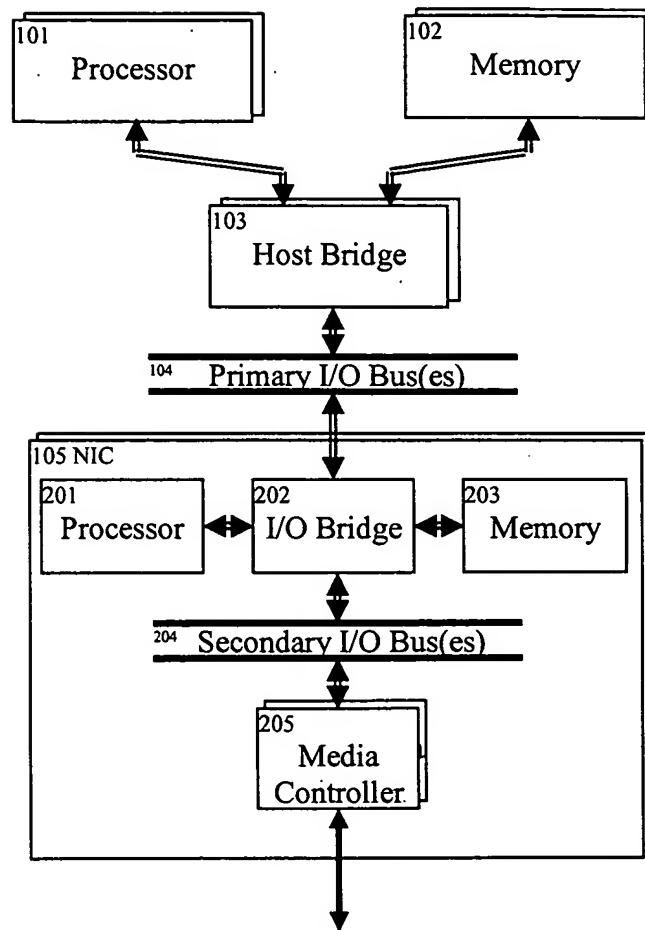 101
Processor
102
Memory
103
Host Bridge
104 Primary I/O Bus(es)
105 NIC
201
Processor
202
I/O Bridge
203
Memory
204 Secondary I/O Bus(es)
205
Media
Controller